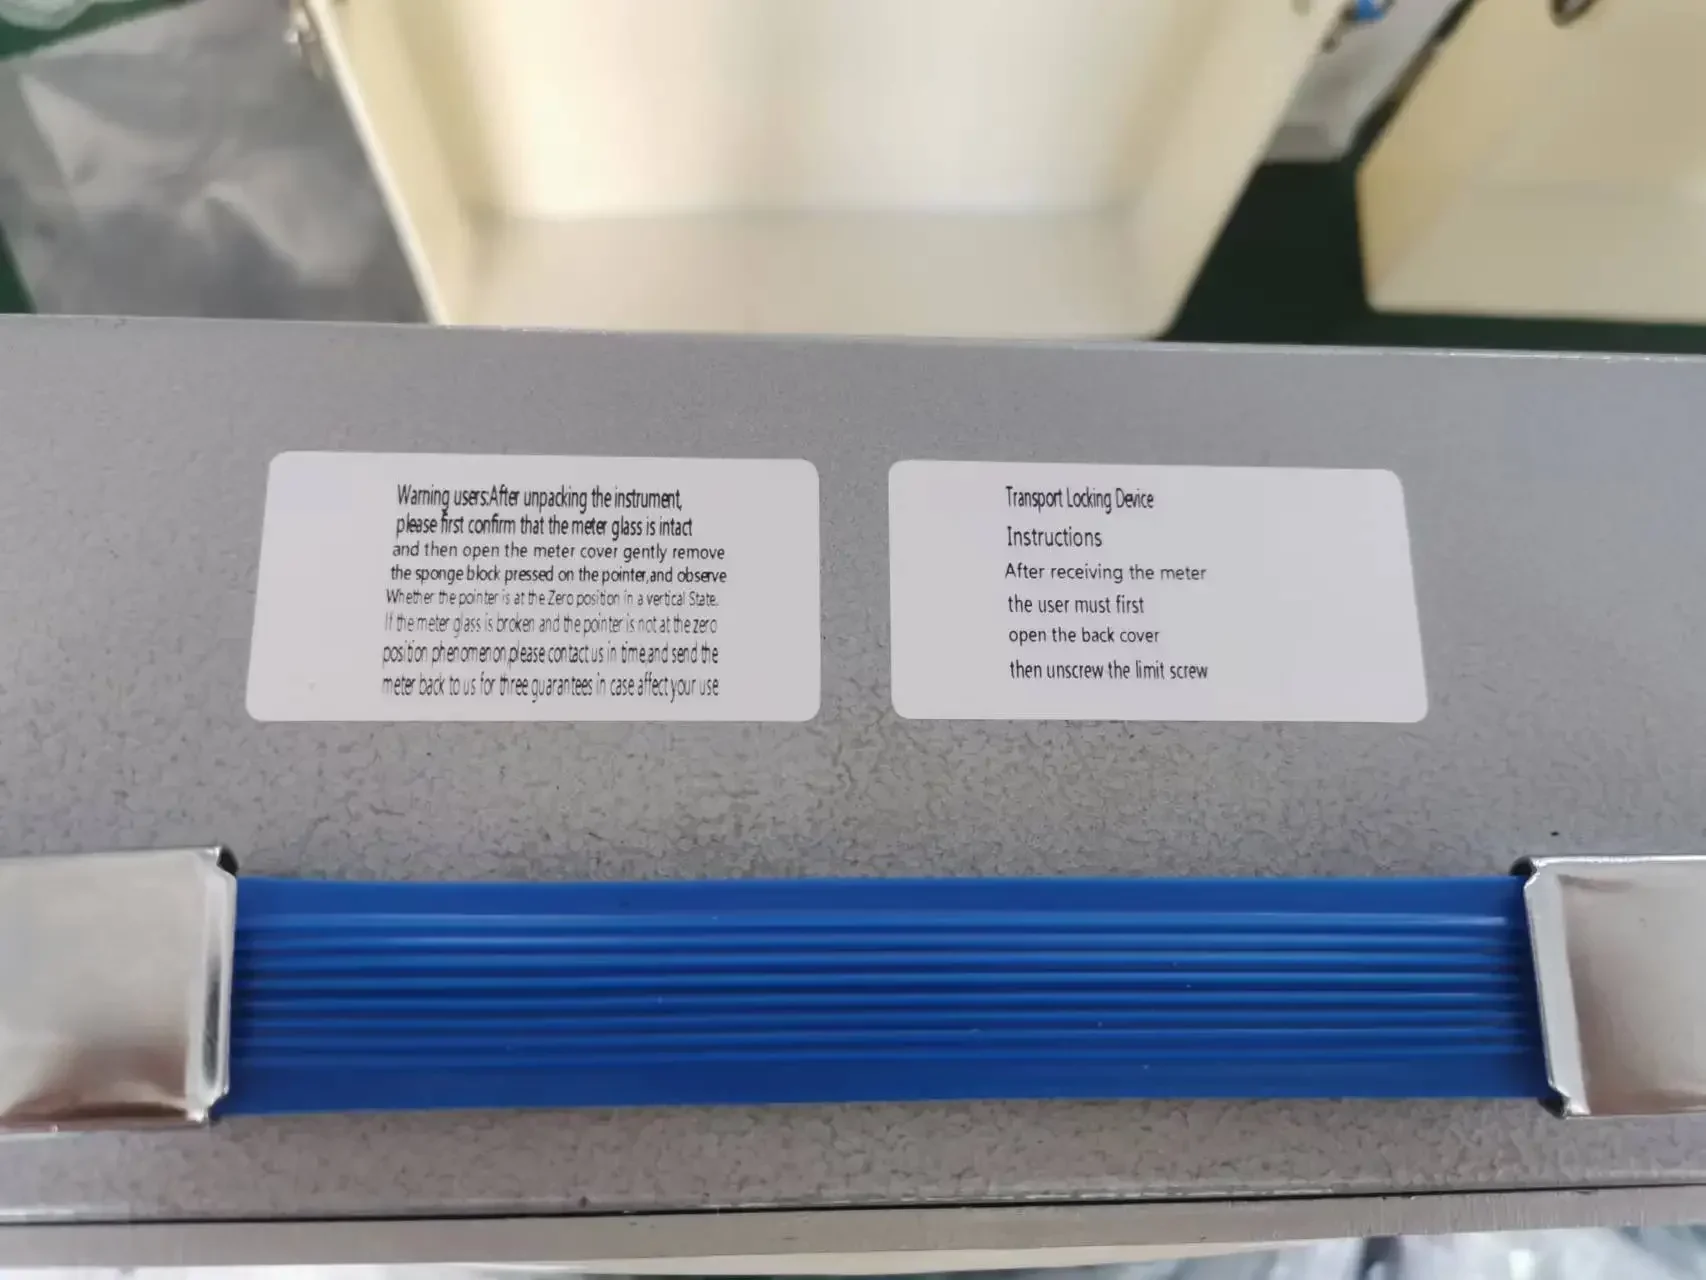 Warning users:After unpacking the instrument,
please first confirm that the meter glass is intact
and then open the meter cover gently remove
the sponge block pressed on the pointer,and observe
Whether the pointer is at the Zero position in a vertical State.
If the meter glass is broken and the pointer is not at the zero
position phenomenon,please contact us in time,and send the
meter back to us for three guarantees in case affect your use
Transport Locking Device
Instructions
After receiving the meter
the user must first
open the back cover
then unscrew the limit screw